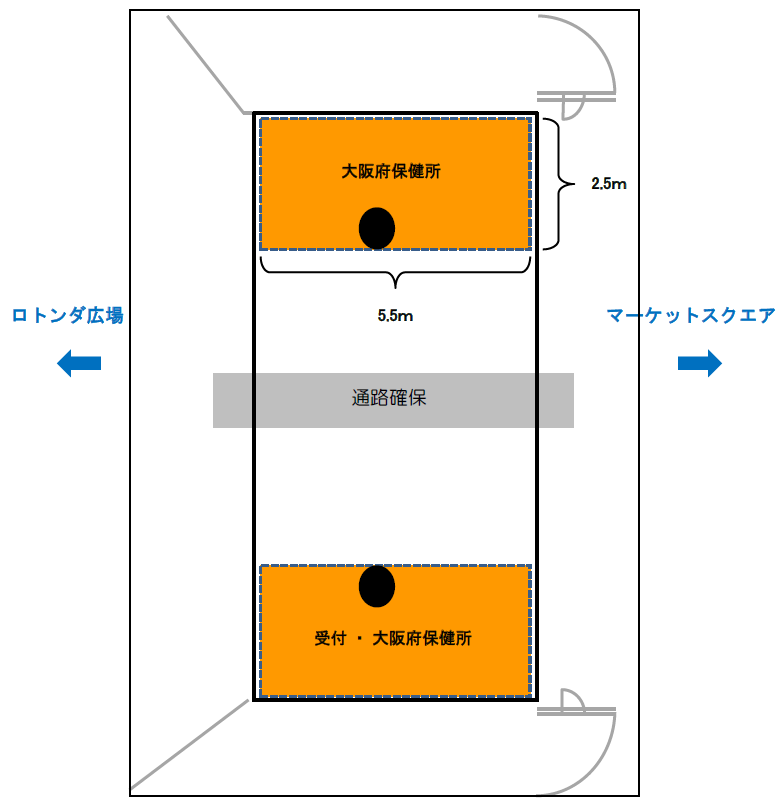 大阪府保健所
2.5m
5.5m
ロトンダ広場
マーケットスクエア
通路確保
受付 ・ 大阪府保健所